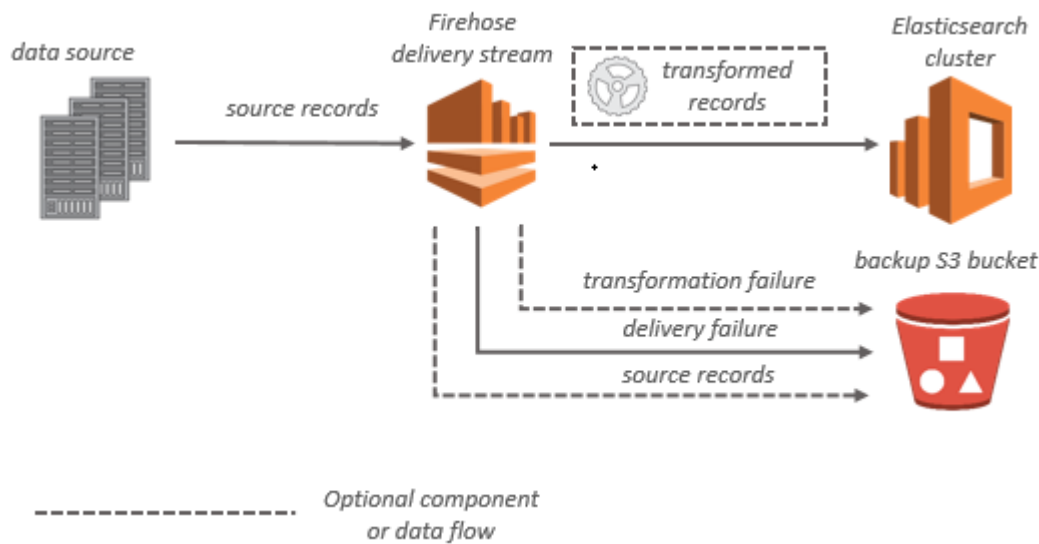 data source
source records
Firehose
delivery stream
transformed
records
Elasticsearch
cluster
backup S3 bucket
transformation failure
delivery failure
source records
Optional component
or data flow